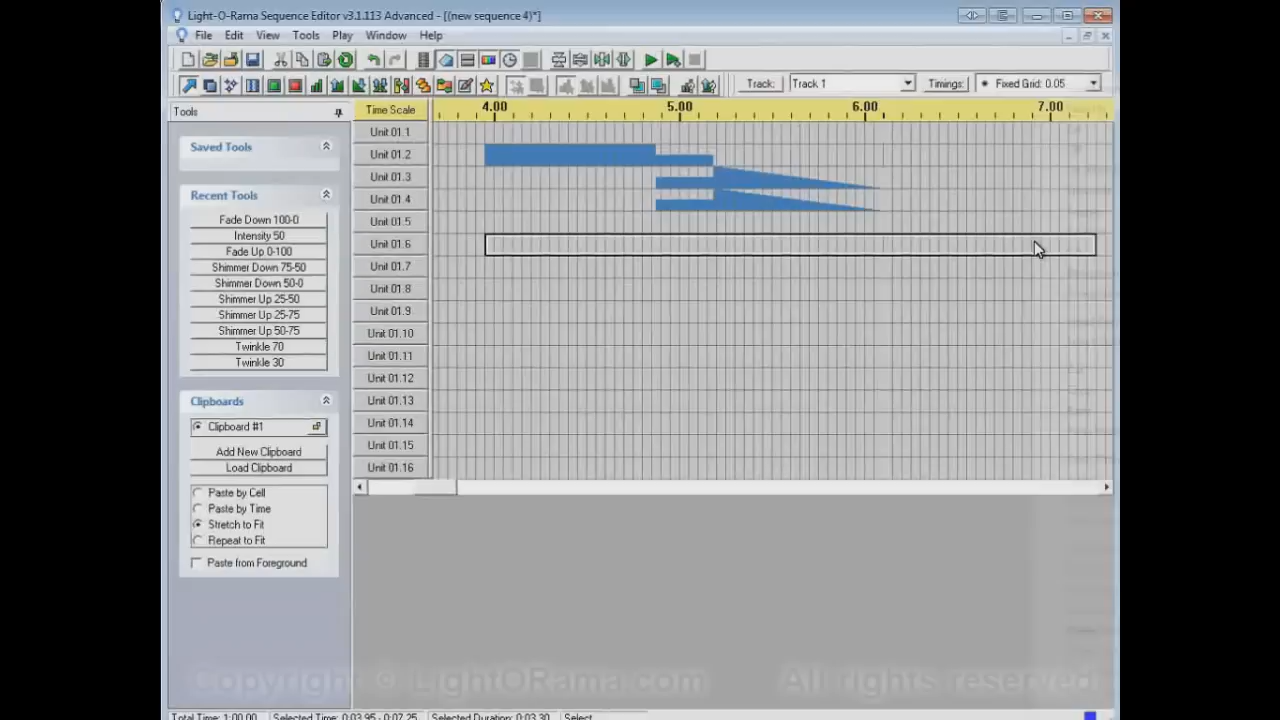 Light-O-Rama Sequence Editor v3.1.113 Advanced - [(new sequence 4)*]
File Edit View Tools Play Window Help
Track: Track 1 Timings: Fixed Grid: 0.05
Tools
Time Scale 4.00 5.00 6.00 7.00
Saved Tools
Recent Tools
Fade Down 100-0
Intensity 50
Fade Up 0-100
Shimmer Down 75-50
Shimmer Down 50-0
Shimmer Up 25-50
Shimmer Up 25-75
Shimmer Up 50-75
Twinkle 70
Twinkle 30
Clipboards
Clipboard #1
Add New Clipboard
Load Clipboard
Paste by Cell
Paste by Time
Stretch to Fit
Repeat to Fit
Paste from Foreground
Unit 01.1
Unit 01.2
Unit 01.3
Unit 01.4
Unit 01.5
Unit 01.6
Unit 01.7
Unit 01.8
Unit 01.9
Unit 01.10
Unit 01.11
Unit 01.12
Unit 01.13
Unit 01.14
Unit 01.15
Unit 01.16
Copyright © LightORama.com All rights reserved
Total Time: 1:00.00 Selected Time: 0:03.95 - 0:07.25 Selected Duration: 0:03.30 Select